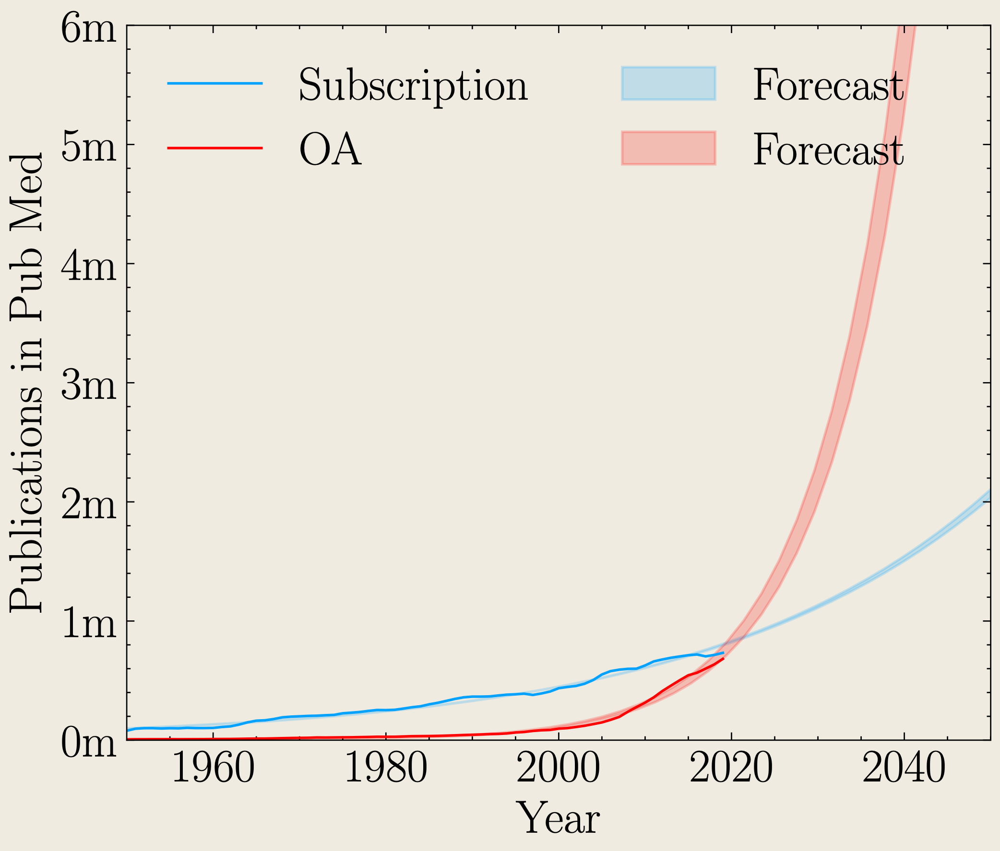 6m
5m
4m
3m
2m
1m
0m
Publications in Pub Med
Subscription
OA
Forecast
Forecast
1960
1980
2000
2020
2040
Year